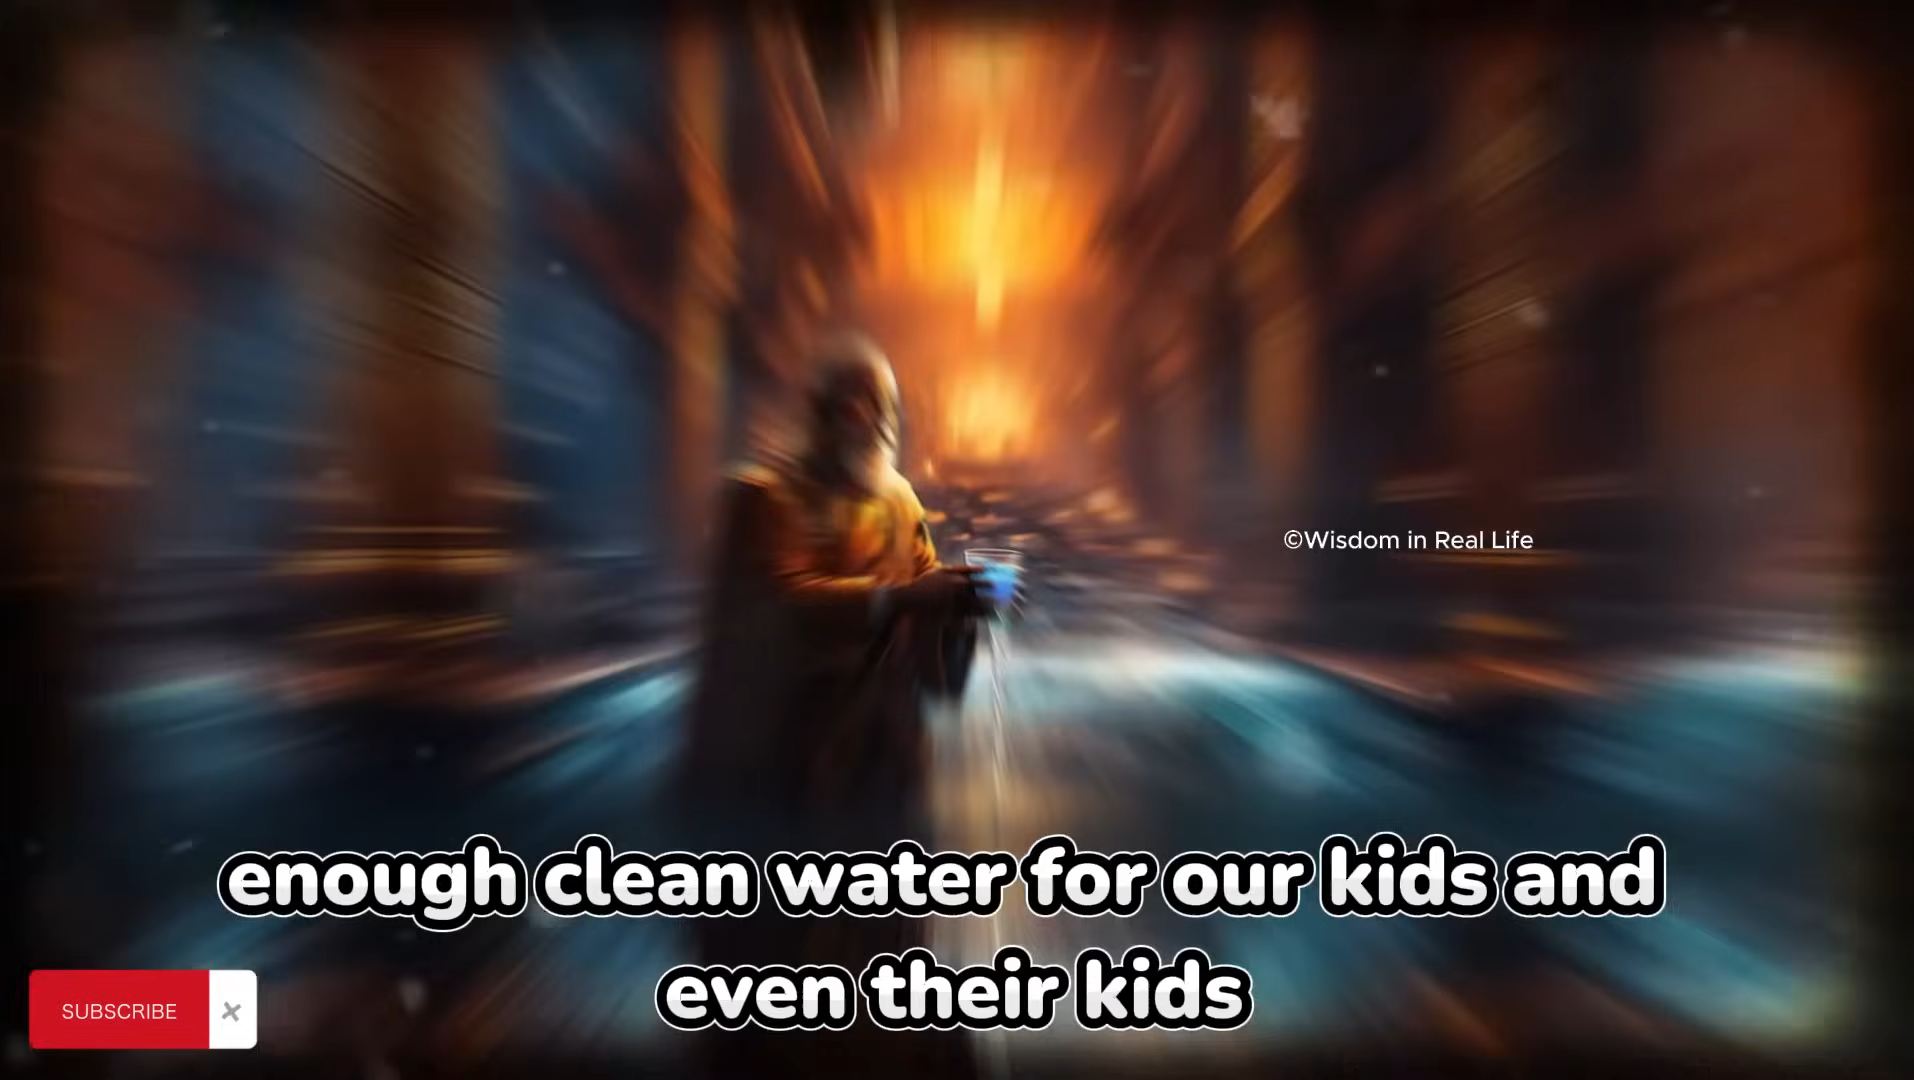 ©Wisdom in Real Life
enough clean water for our kids and
even their kids
SUBSCRIBE